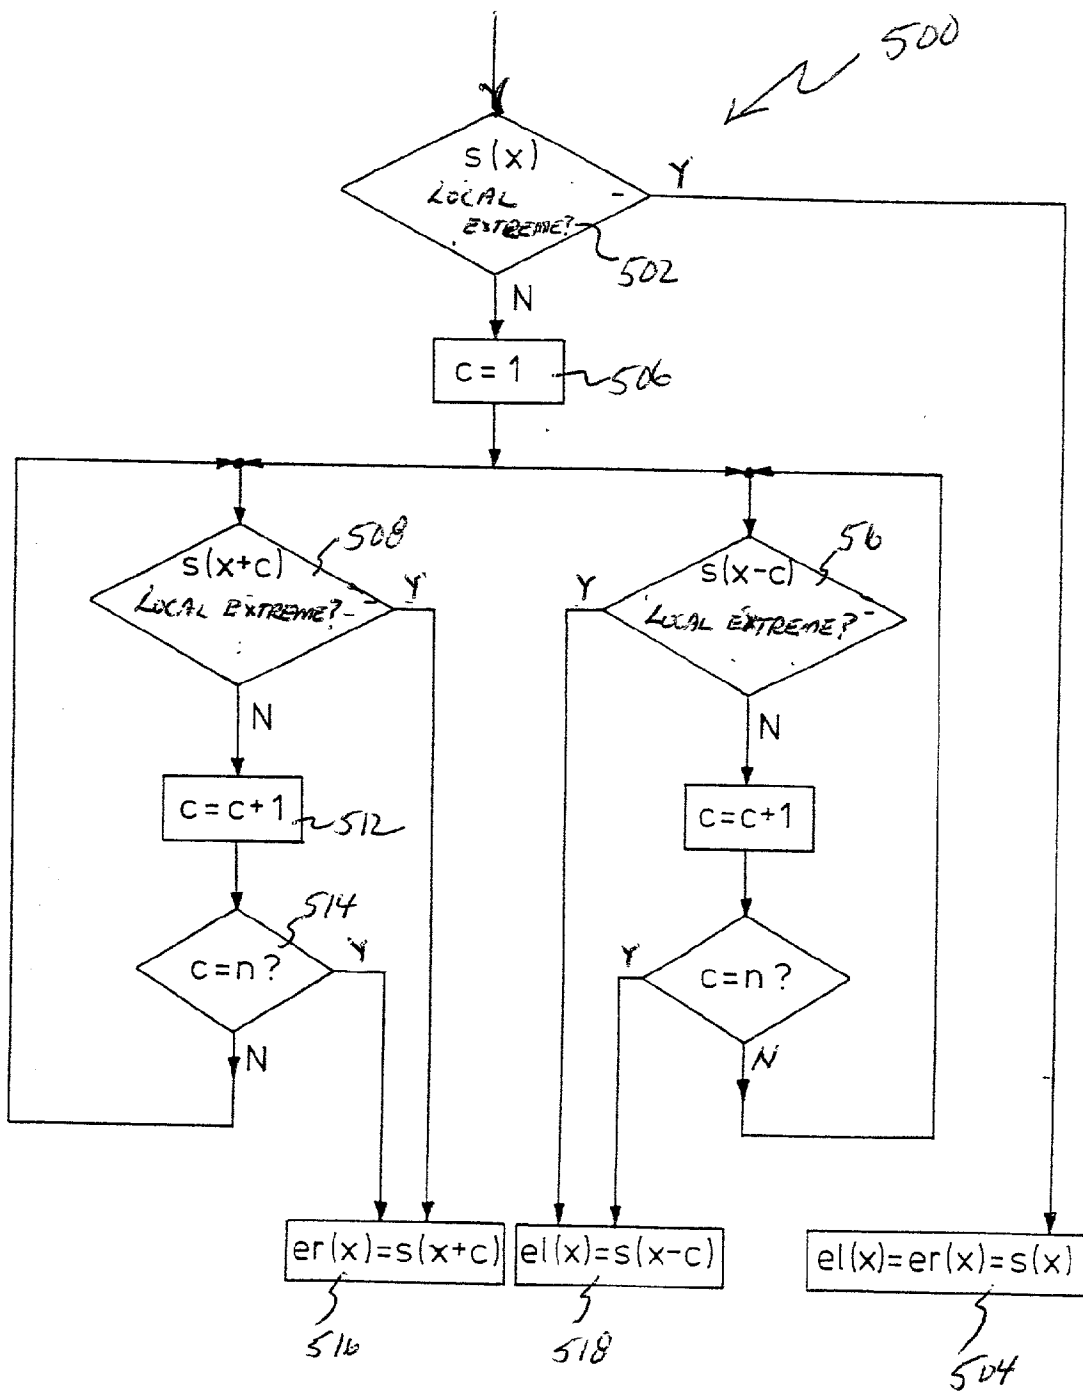 500
s(x)
Y
LOCAL
EXTREME?
502
N
c=1
506
508
s(x+c)
Y
LOCAL EXTREME?
510
s(x-c)
Y
LOCAL EXTREME?
N
N
c=c+1
512
c=c+1
514
c=n?
Y
Y
c=n?
N
N
er(x)=s(x+c)
el(x)=s(x-c)
el(x)=er(x)=s(x)
516
518
504